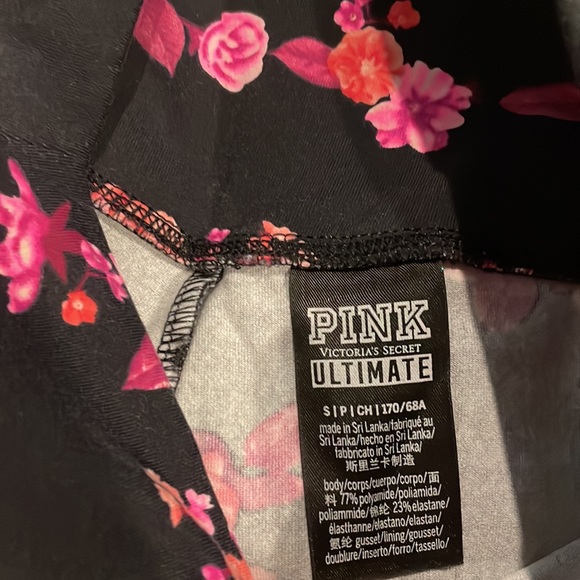 PINK
VICTORIA'S SECRET
ULTIMATE
S | P | CH | 170/68A
made in Sri Lanka/fabriqué au
Sri Lanka/hecho en Sri Lanka/
fabbricato in Sri Lanka/
斯里兰卡制造
body/corps/cuerpo/corpo/面
料 77% polyamide/poliamida/
poliammide/锦纶 23% elastane/
élasthanne/elastano/elastan/
氨纶 gusset/lining/gousset/
doublure/inserto/forro/tassello/